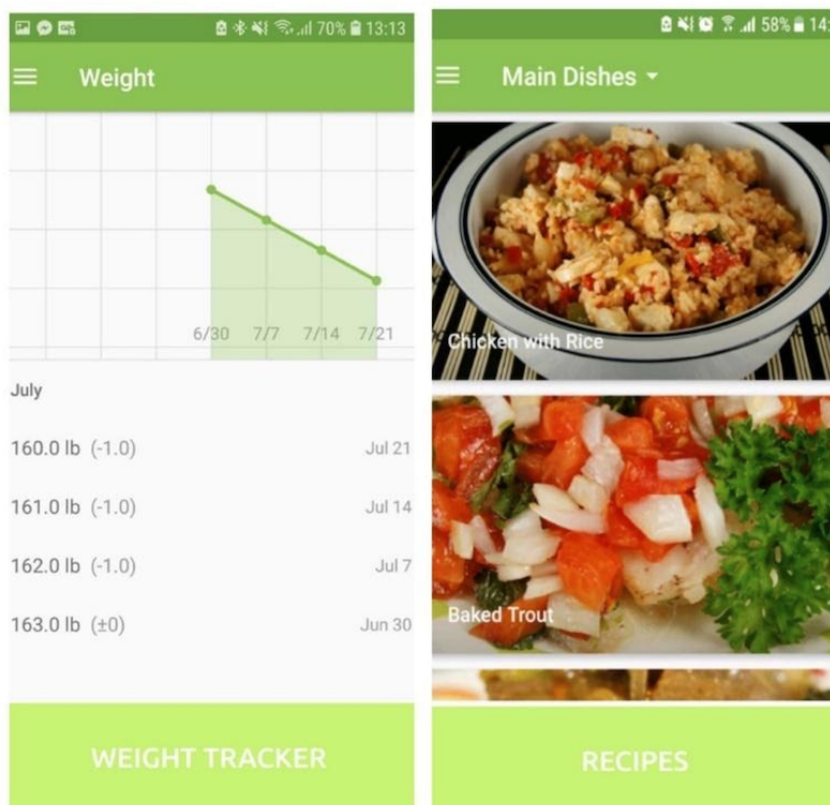 70% 13:13
Weight
6/30 7/7 7/14 7/21
July
160.0 lb (-1.0) Jul 21
161.0 lb (-1.0) Jul 14
162.0 lb (-1.0) Jul 7
163.0 lb (±0) Jun 30
WEIGHT TRACKER
58% 14:
Main Dishes
Chicken with Rice
Baked Trout
RECIPES